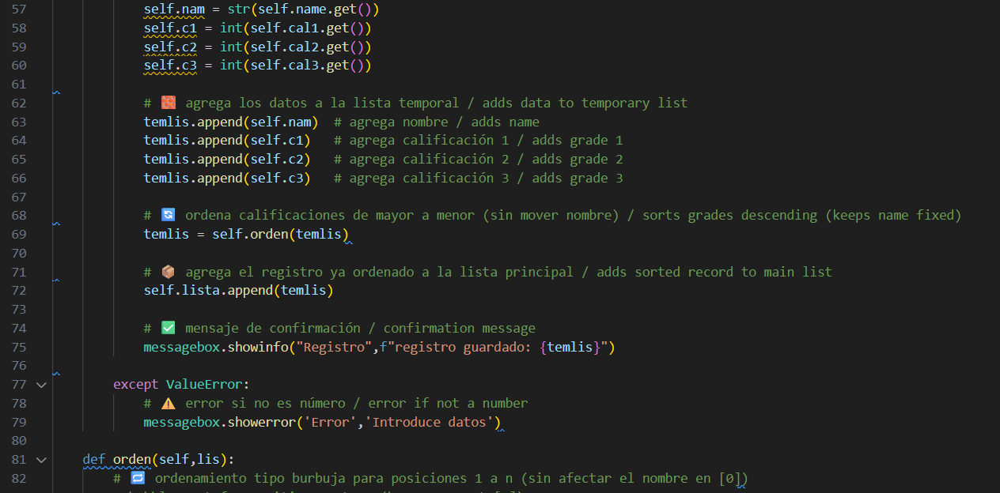 57 self.nam = str(self.name.get())
58 self.c1 = int(self.cal1.get())
59 self.c2 = int(self.cal2.get())
60 self.c3 = int(self.cal3.get())
61
62 # 🧱 agrega los datos a la lista temporal / adds data to temporary list
63 temlis.append(self.nam)  # agrega nombre / adds name
64 temlis.append(self.c1)   # agrega calificación 1 / adds grade 1
65 temlis.append(self.c2)   # agrega calificación 2 / adds grade 2
66 temlis.append(self.c3)   # agrega calificación 3 / adds grade 3
67
68 # 🔄 ordena calificaciones de mayor a menor (sin mover nombre) / sorts grades descending (keeps name fixed)
69 temlis = self.orden(temlis)
70
71 # 📦 agrega el registro ya ordenado a la lista principal / adds sorted record to main list
72 self.lista.append(temlis)
73
74 # ✅ mensaje de confirmación / confirmation message
75 messagebox.showinfo("Registro",f"registro guardado: {temlis}")
76
77 except ValueError:
78 # ⚠️ error si no es número / error if not a number
79 messagebox.showerror('Error','Introduce datos')
80
81 def orden(self,lis):
82 # 🔁 ordenamiento tipo burbuja para posiciones 1 a n (sin afectar el nombre en [0])